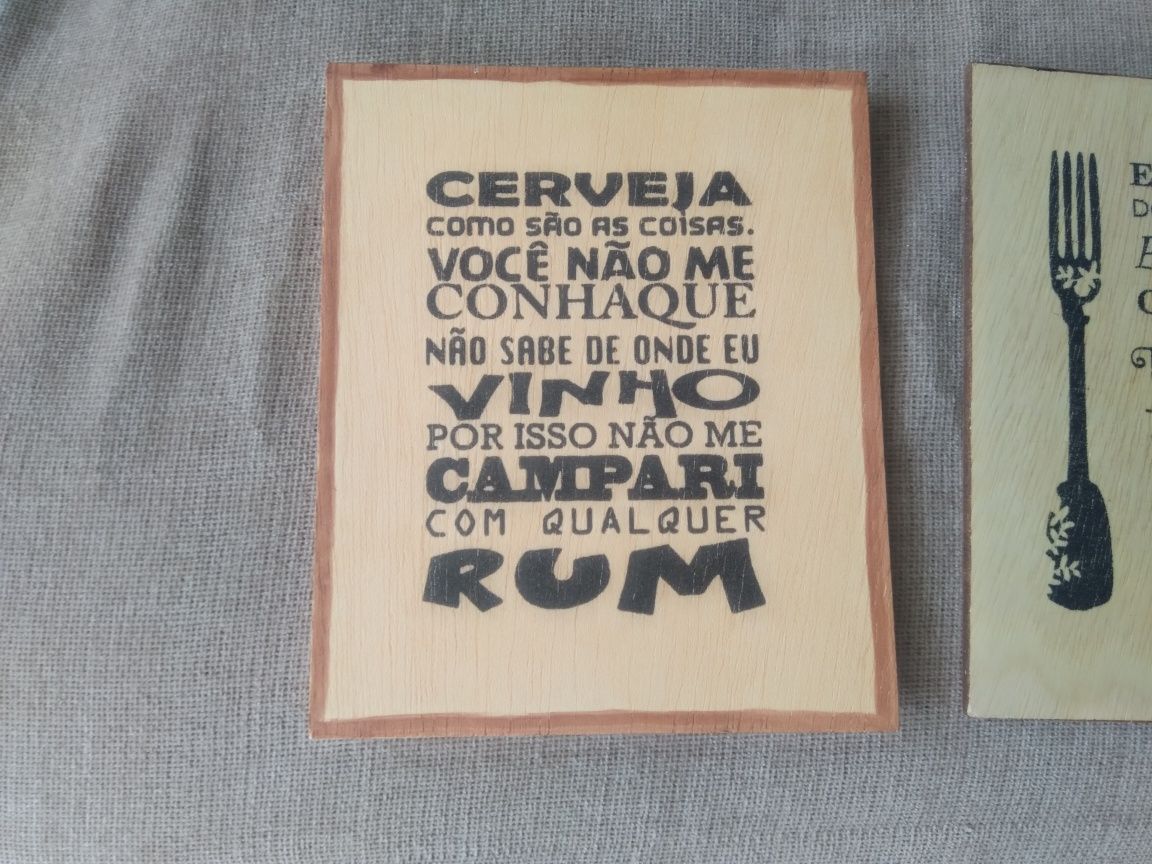 CERVEJA
COMO SÃO AS COISAS.
VOCÊ NÃO ME
CONHAQUE
NÃO SABE DE ONDE EU
VINHO
POR ISSO NÃO ME
CAMPARI
COM QUALQUER
RUM